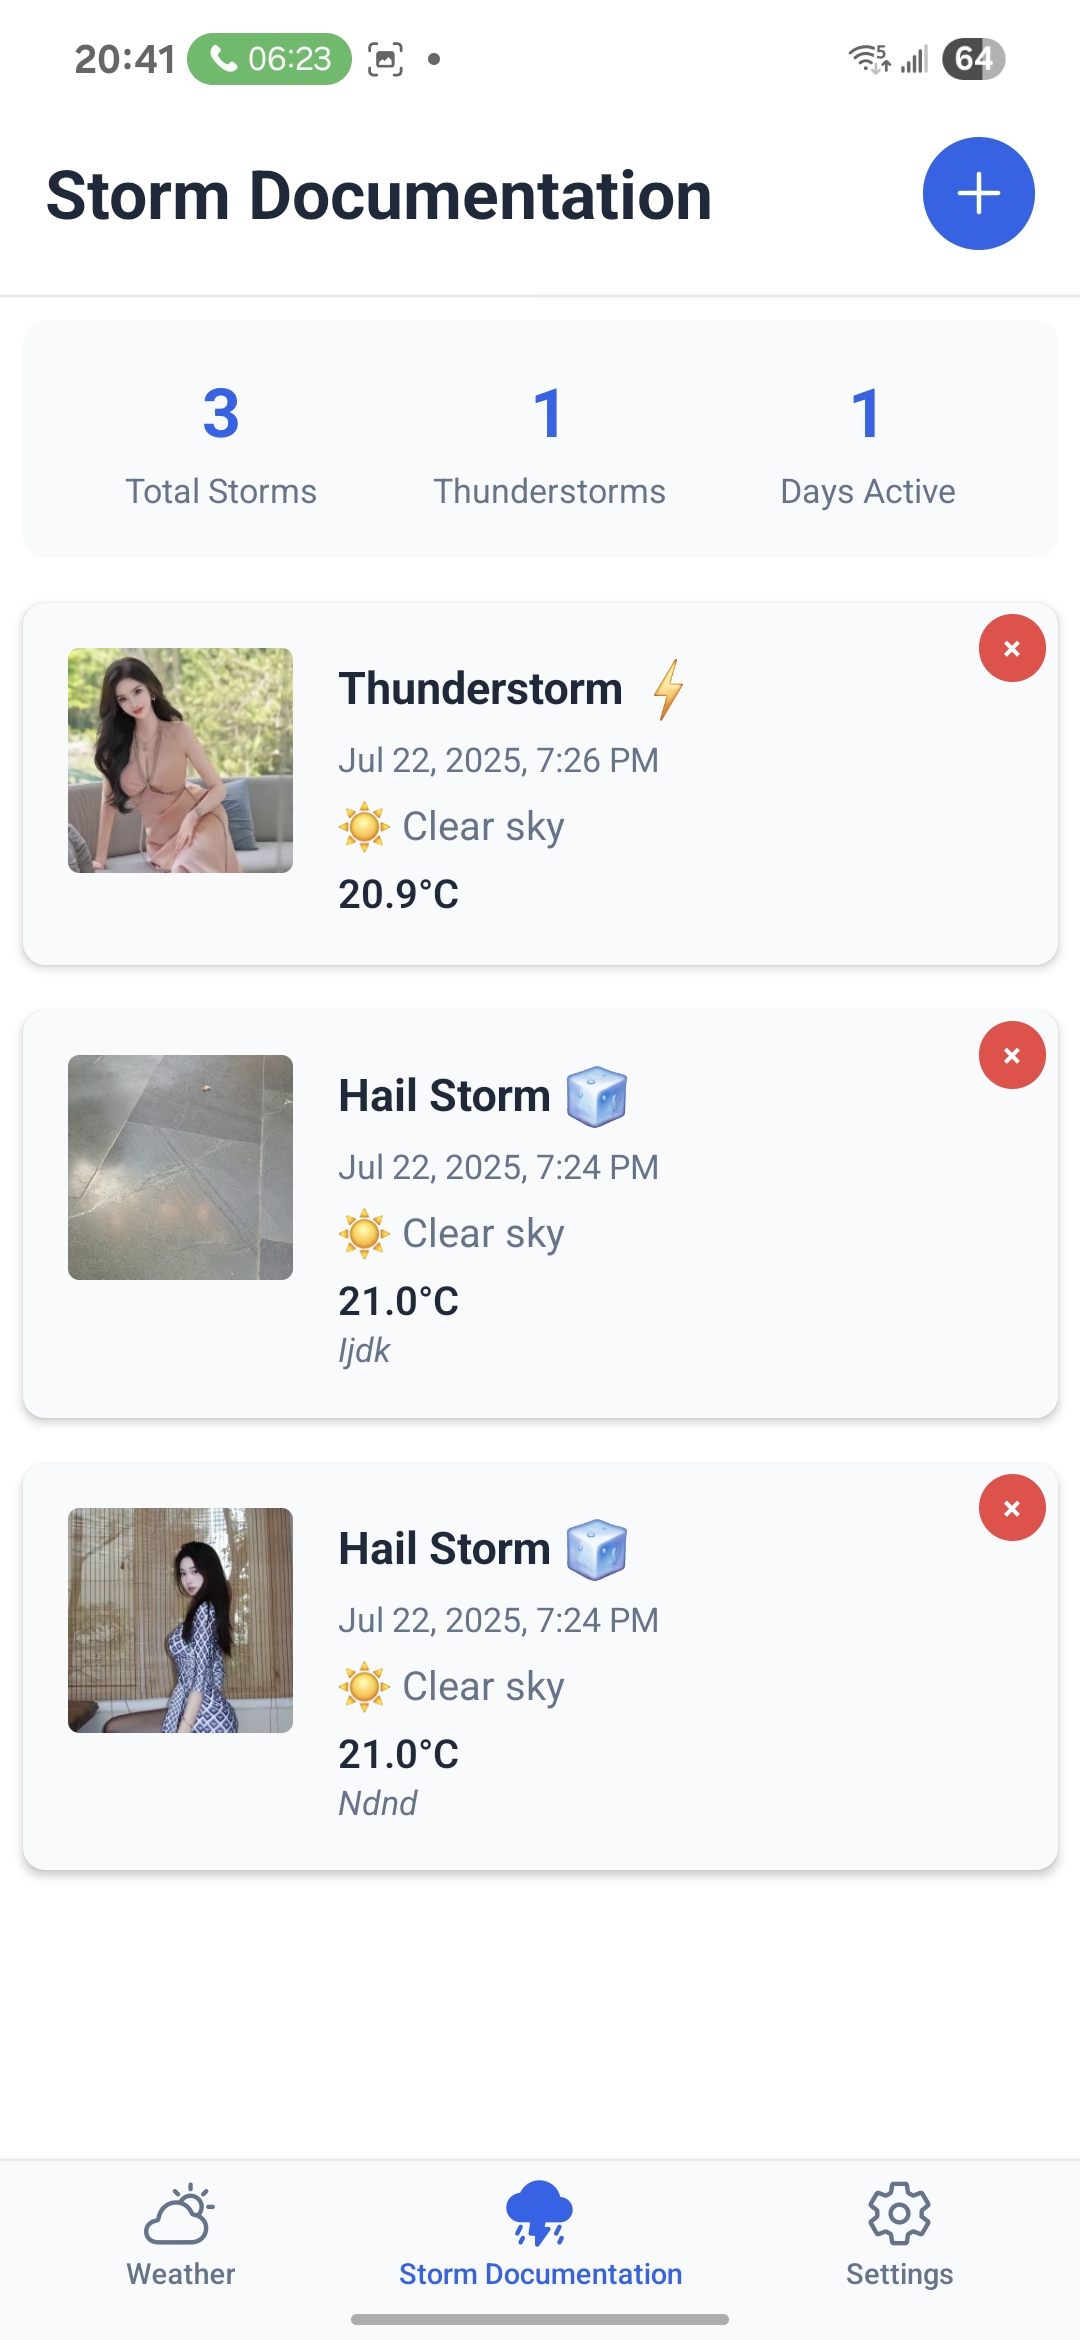 20:41 06:23 5 64
Storm Documentation
3 1 1
Total Storms Thunderstorms Days Active
Thunderstorm
Jul 22, 2025, 7:26 PM
Clear sky
20.9°C
Hail Storm
Jul 22, 2025, 7:24 PM
Clear sky
21.0°C
Ijdk
Hail Storm
Jul 22, 2025, 7:24 PM
Clear sky
21.0°C
Ndnd
Weather Storm Documentation Settings